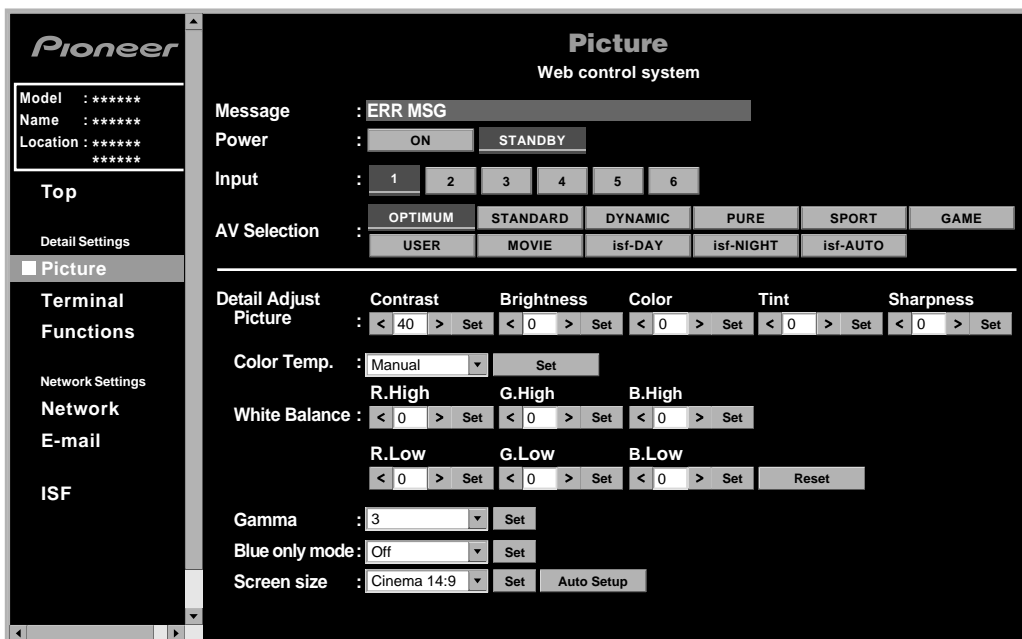 Pioneer
Model : ******
Name : ******
Location : ******
******
Top
Detail Settings
Picture
Terminal
Functions
Network Settings
Network
E-mail
ISF
Picture
Web control system
Message : ERR MSG
Power : ON STANDBY
Input : 1 2 3 4 5 6
AV Selection : OPTIMUM STANDARD DYNAMIC PURE SPORT GAME
USER MOVIE isf-DAY isf-NIGHT isf-AUTO
Detail Adjust Contrast Brightness Color Tint Sharpness
Picture : < 40 > Set < 0 > Set < 0 > Set < 0 > Set < 0 > Set
Color Temp. : Manual Set
R.High G.High B.High
White Balance : < 0 > Set < 0 > Set < 0 > Set
R.Low G.Low B.Low
< 0 > Set < 0 > Set < 0 > Set Reset
Gamma : 3 Set
Blue only mode : Off Set
Screen size : Cinema 14:9 Set Auto Setup